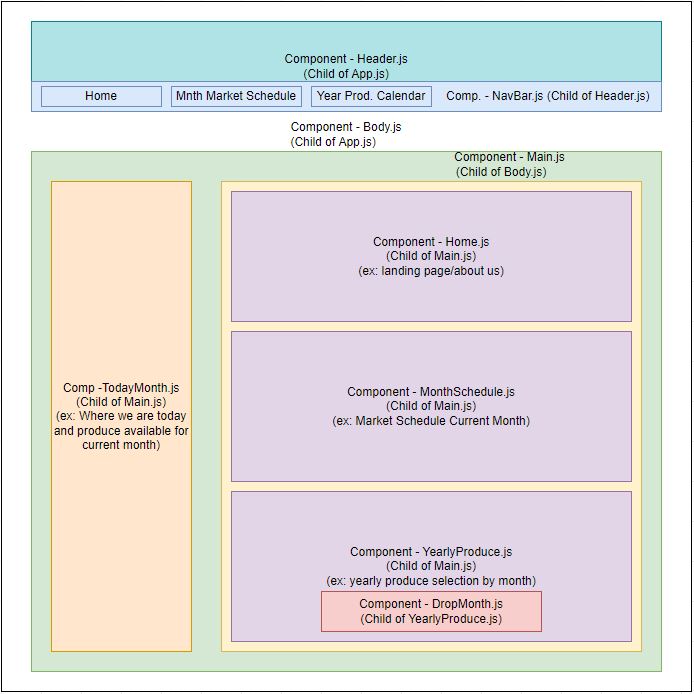 Component - Header.js
(Child of App.js)
Home
Mnth Market Schedule
Year Prod. Calendar
Comp. - NavBar.js (Child of Header.js)
Component - Body.js
(Child of App.js)
Component - Main.js
(Child of Body.js)
Comp -TodayMonth.js
(Child of Main.js)
(ex: Where we are today
and produce available for
current month)
Component - Home.js
(Child of Main.js)
(ex: landing page/about us)
Component - MonthSchedule.js
(Child of Main.js)
(ex: Market Schedule Current Month)
Component - YearlyProduce.js
(Child of Main.js)
(ex: yearly produce selection by month)
Component - DropMonth.js
(Child of YearlyProduce.js)